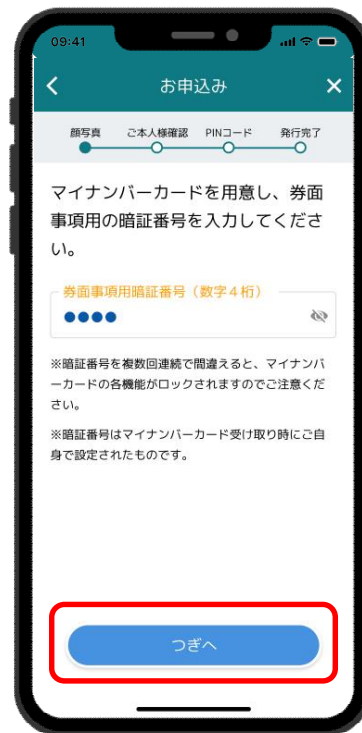 09:41
お申込み
顔写真 ご本人様確認 PINコード 発行完了
マイナンバーカードを用意し、券面
事項用の暗証番号を入力してくださ
い。
券面事項用暗証番号（数字４桁）
●●●●
※暗証番号を複数回連続で間違えると、マイナンバ
ーカードの各機能がロックされますのでご注意くだ
さい。
※暗証番号はマイナンバーカード受け取り時にご自
身で設定されたものです。
つぎへ